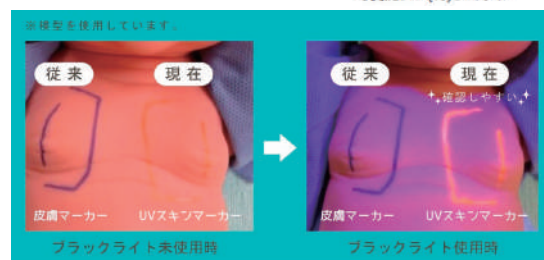 ※模型を使用しています。
従来
現在
皮膚マーカー
UVスキンマーカー
ブラックライト未使用時
従来
現在
確認しやすい
皮膚マーカー
UVスキンマーカー
ブラックライト使用時